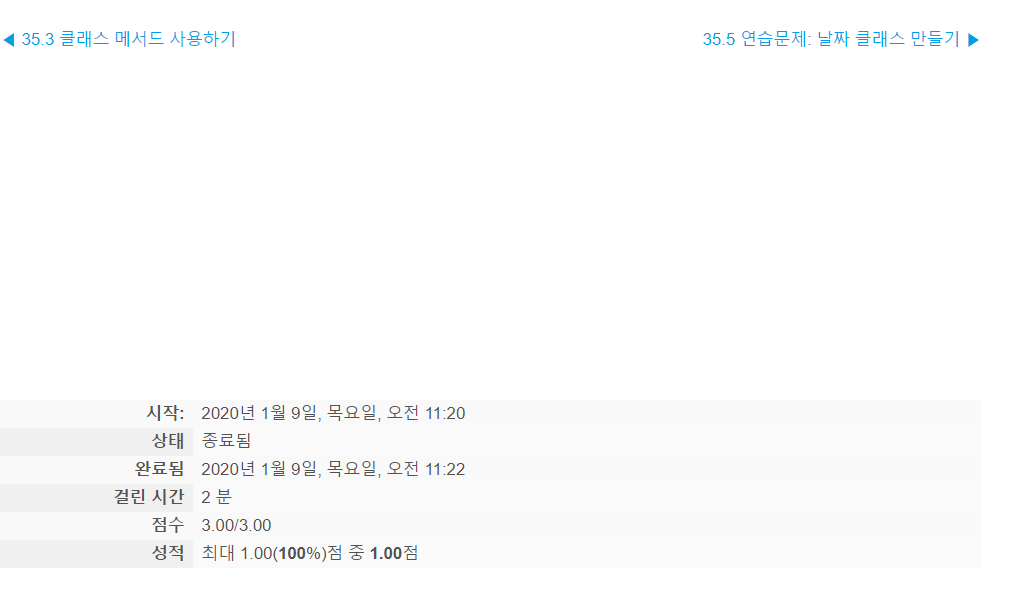 ◀ 35.3 클래스 메서드 사용하기 35.5 연습문제: 날짜 클래스 만들기 ▶
시작: 2020년 1월 9일, 목요일, 오전 11:20
상태 종료됨
완료됨 2020년 1월 9일, 목요일, 오전 11:22
걸린 시간 2 분
점수 3.00/3.00
성적 최대 1.00(100%)점 중 1.00점